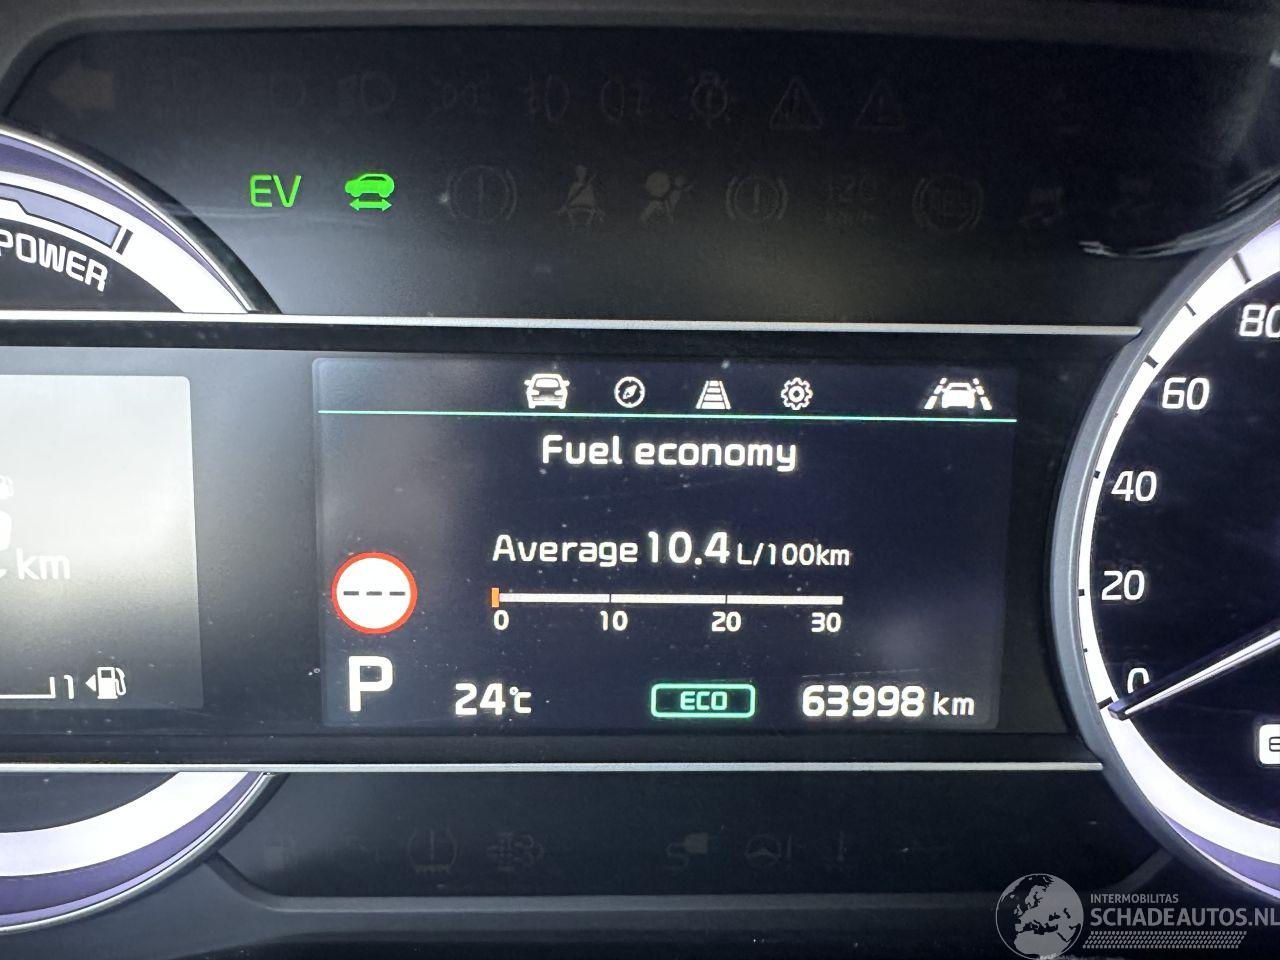 EV
POWER
80
Fuel economy
60
40
Average 10.4 L/100km
km
20
0 10 20 30
P
0
24°c ECO 63998 km
INTERMOBILITAS
SCHADEAUTOS.NL